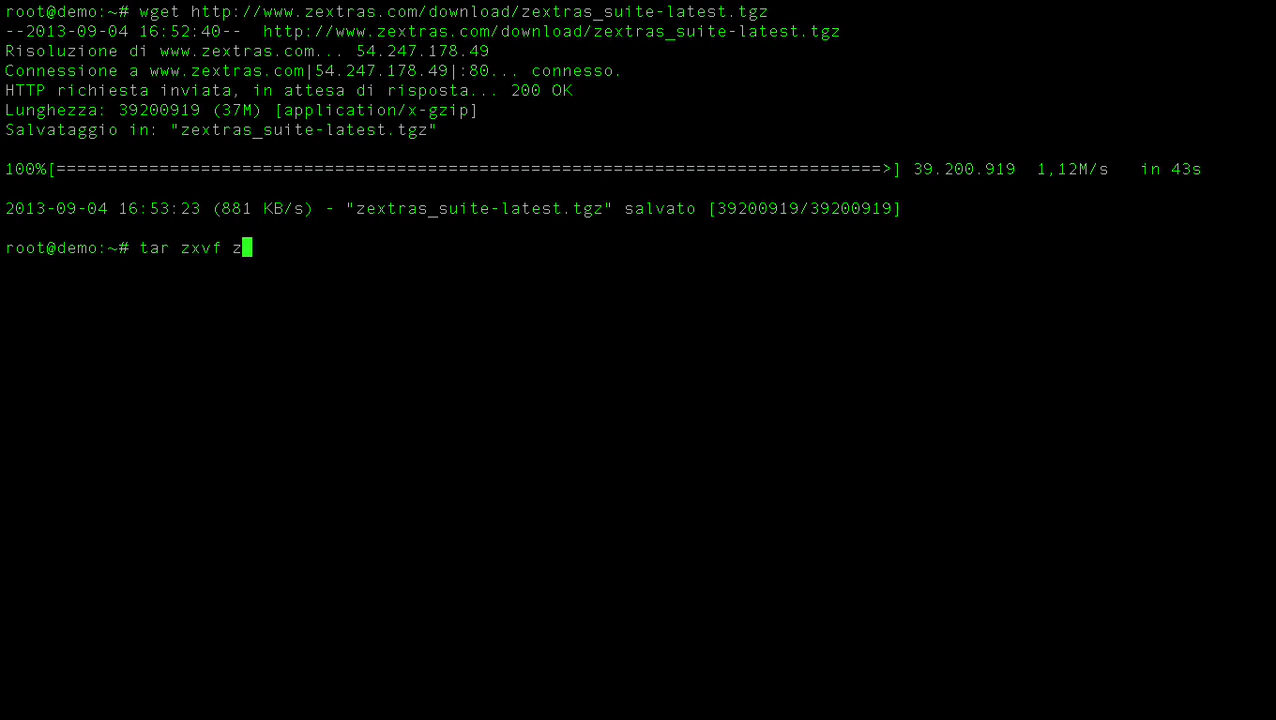 root@demo:~# wget http://www.zextras.com/download/zextras_suite-latest.tgz
--2013-09-04 16:52:40--  http://www.zextras.com/download/zextras_suite-latest.tgz
Risoluzione di www.zextras.com... 54.247.178.49
Connessione a www.zextras.com|54.247.178.49|:80... connesso.
HTTP richiesta inviata, in attesa di risposta... 200 OK
Lunghezza: 39200919 (37M) [application/x-gzip]
Salvataggio in: "zextras_suite-latest.tgz"
100%[================================================================================>] 39.200.919  1,12M/s   in 43s
2013-09-04 16:53:23 (881 KB/s) - "zextras_suite-latest.tgz" salvato [39200919/39200919]
root@demo:~# tar zxvf z